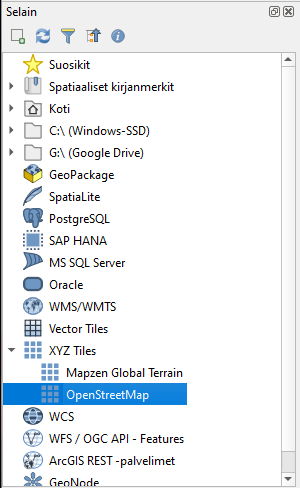 Selain
Suosikit
Spatiaaliset kirjanmerkit
Koti
C:\ (Windows-SSD)
G:\ (Google Drive)
GeoPackage
SpatiaLite
PostgreSQL
SAP HANA
MS SQL Server
Oracle
WMS/WMTS
Vector Tiles
XYZ Tiles
Mapzen Global Terrain
OpenStreetMap
WCS
WFS / OGC API - Features
ArcGIS REST -palvelimet
GeoNode